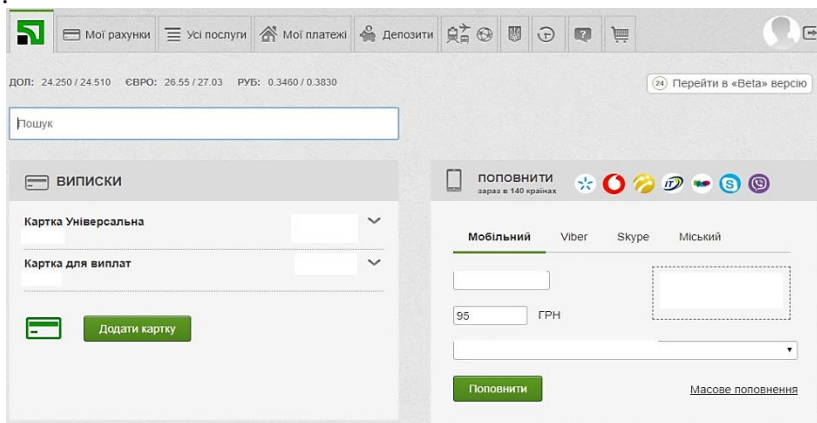 Мої рахунки Усі послуги Мої платежі Депозити
ДОЛ: 24.250 / 24.510 ЄВРО: 26.55 / 27.03 РУБ: 0.3460 / 0.3830
24 Перейти в «Beta» версію
Пошук
ВИПИСКИ
Картка Універсальна
Картка для виплат
Додати картку
ПОПОВНИТИ
зараз в 140 країнах
Мобільний Viber Skype Міський
95 ГРН
Поповнити Масове поповнення